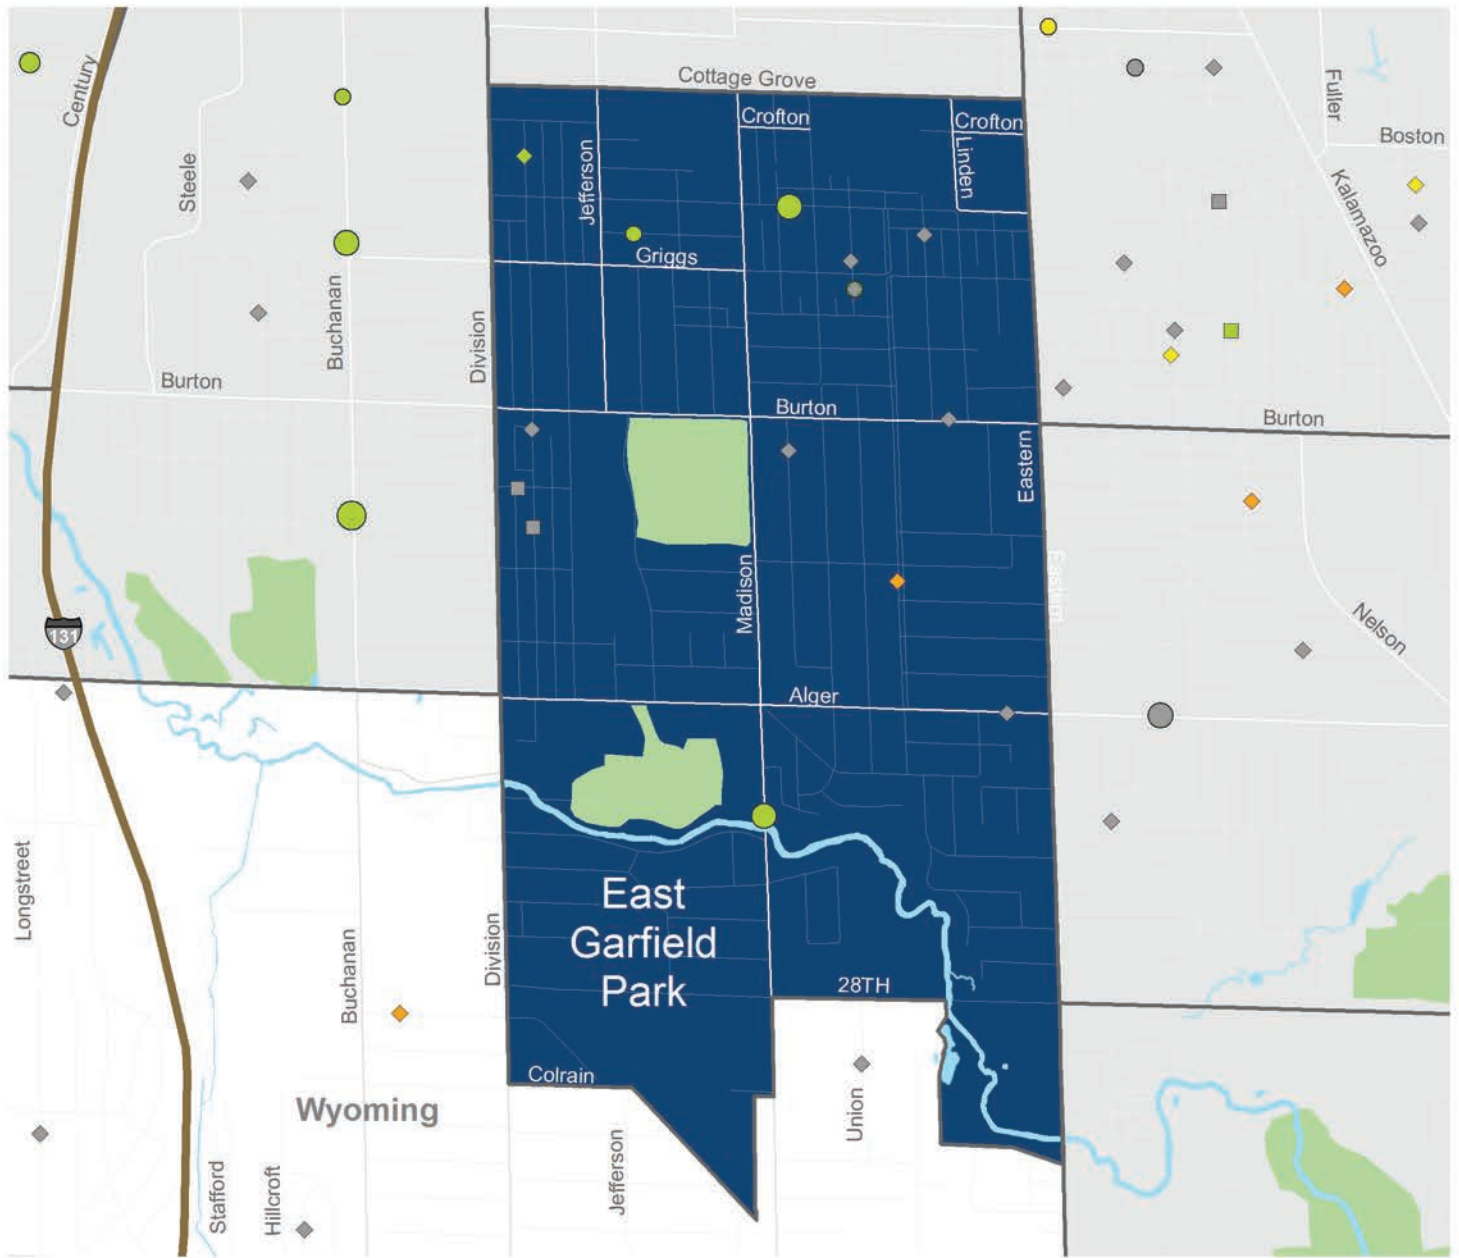 Cottage Grove
Century
Fuller
Crofton
Crofton
Boston
Steele
Jefferson
Linden
Kalamazoo
Griggs
Buchanan
Division
Burton
Burton
Burton
Eastern
Madison
Eastern
131
Nelson
Alger
Longstreet
East
Garfield
Park
Division
Buchanan
28TH
Colrain
Wyoming
Union
Jefferson
Stafford
Hillcroft